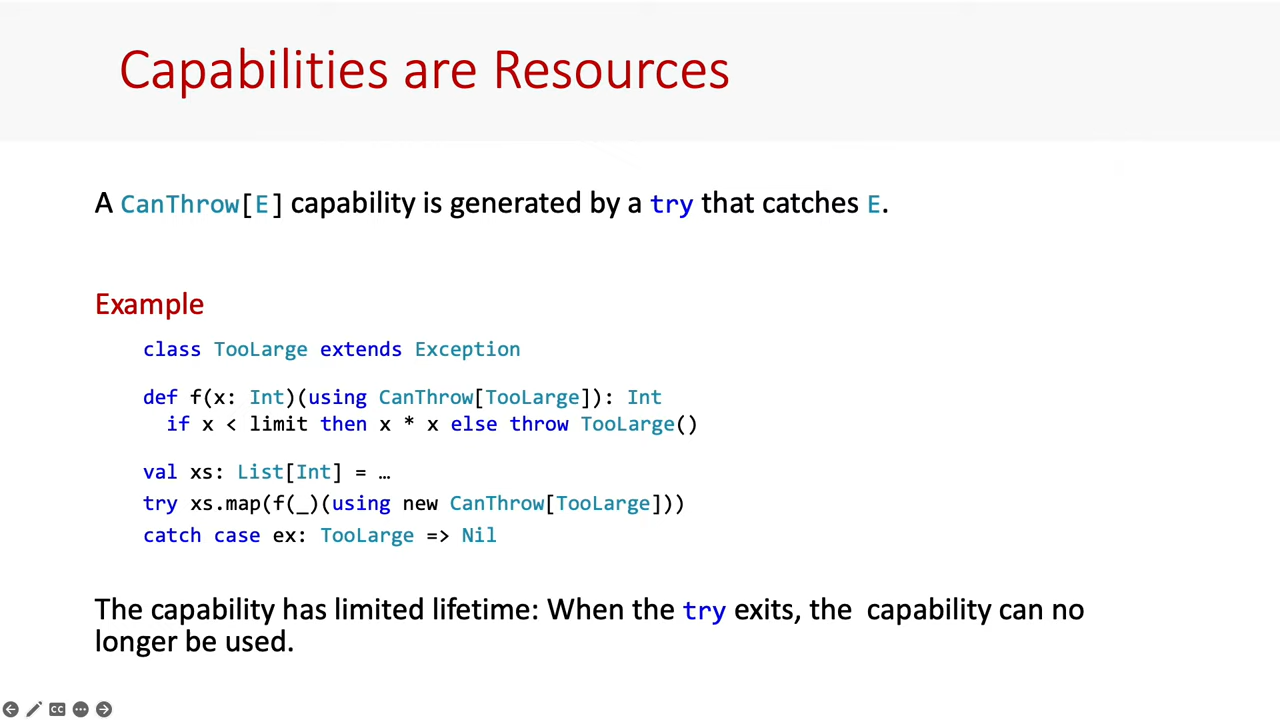 Capabilities are Resources
A CanThrow[E] capability is generated by a try that catches E.
Example
class TooLarge extends Exception
def f(x: Int)(using CanThrow[TooLarge]): Int
if x < limit then x * x else throw TooLarge()
val xs: List[Int] = …
try xs.map(f(_)(using new CanThrow[TooLarge]))
catch case ex: TooLarge => Nil
The capability has limited lifetime: When the try exits, the capability can no
longer be used.
CC